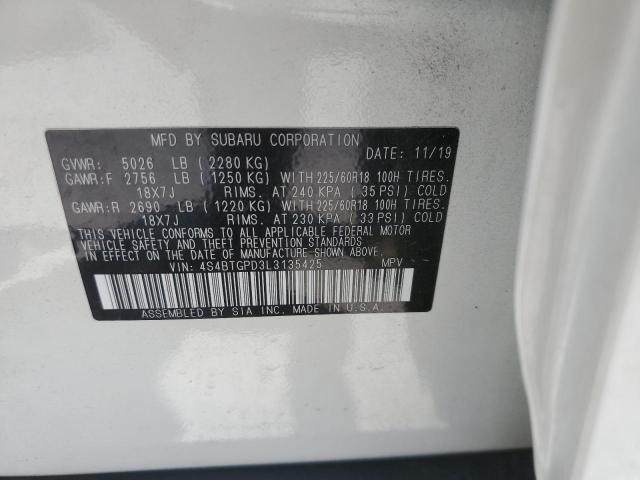 MFD BY SUBARU CORPORATION
DATE: 11/19
GVWR: 5026 LB (2280 KG)
GAWR:F 2756 LB (1250 KG) WITH 225/60R18 100H TIRES.
18X7J RIMS. AT 240 KPA (35 PSI) COLD
GAWR:R 2690 LB (1220 KG) WITH 225/60R18 100H TIRES.
18X7J RIMS. AT 230 KPA (33 PSI) COLD
THIS VEHICLE CONFORMS TO ALL APPLICABLE FEDERAL MOTOR
VEHICLE SAFETY AND THEFT PREVENTION STANDARDS
IN EFFECT ON THE DATE OF MANUFACTURE SHOWN ABOVE.
VIN: 4S4BTGPD3L3135425 MPV
ASSEMBLED BY SIA INC. MADE IN U.S.A.